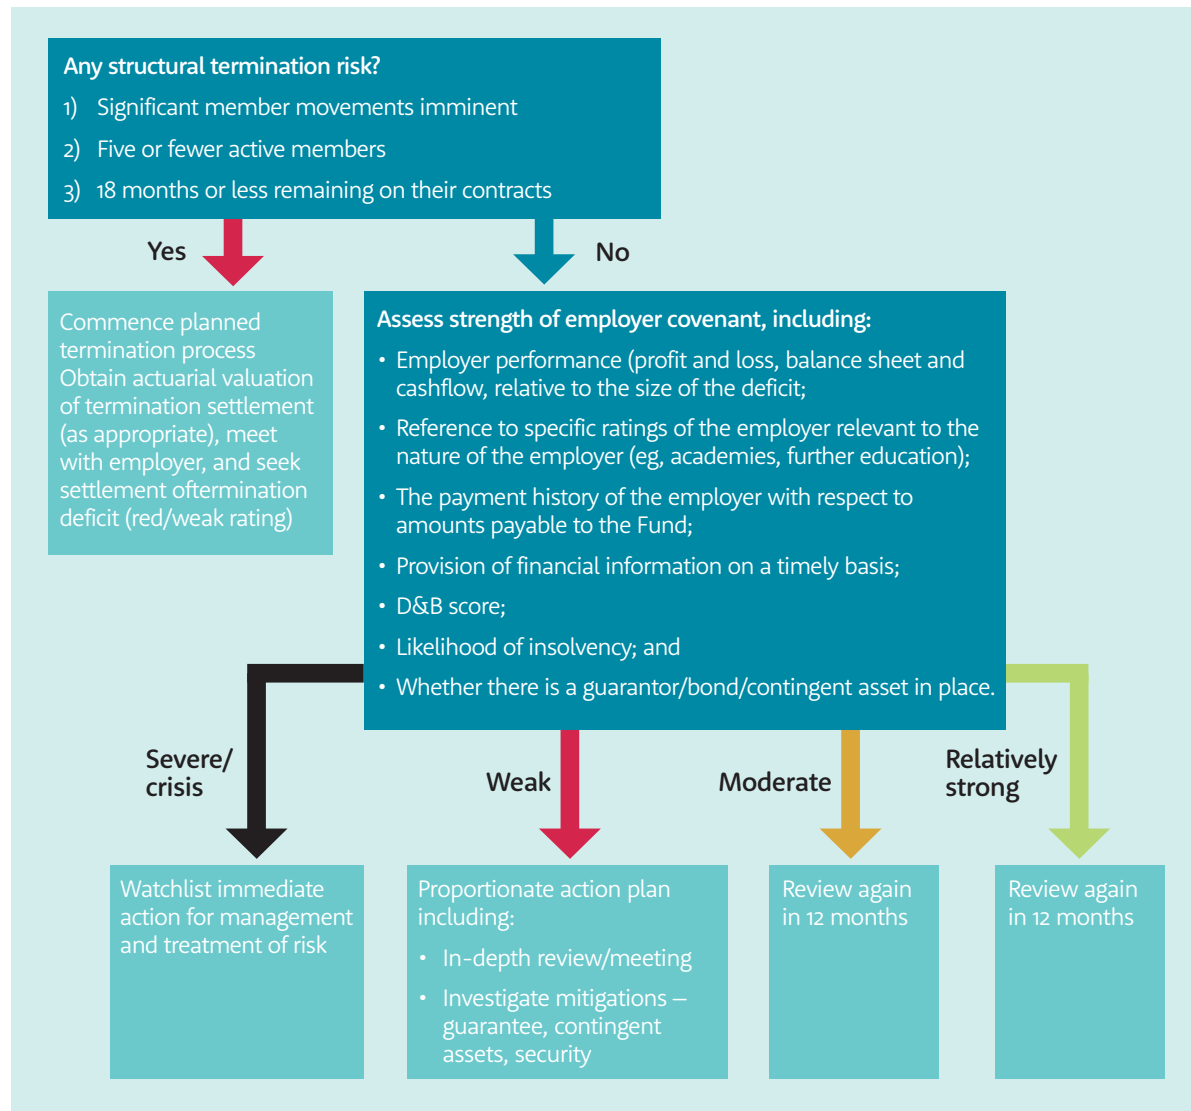 Any structural termination risk?
1) Significant member movements imminent
2) Five or fewer active members
3) 18 months or less remaining on their contracts
Yes
No
Commence planned
termination process
Obtain actuarial valuation
of termination settlement
(as appropriate), meet
with employer, and seek
settlement oftermination
deficit (red/weak rating)
Assess strength of employer covenant, including:
• Employer performance (profit and loss, balance sheet and
cashflow, relative to the size of the deficit;
• Reference to specific ratings of the employer relevant to the
nature of the employer (eg, academies, further education);
• The payment history of the employer with respect to
amounts payable to the Fund;
• Provision of financial information on a timely basis;
• D&B score;
• Likelihood of insolvency; and
• Whether there is a guarantor/bond/contingent asset in place.
Severe/
crisis
Weak
Moderate
Relatively
strong
Watchlist immediate
action for management
and treatment of risk
Proportionate action plan
including:
• In-depth review/meeting
• Investigate mitigations –
guarantee, contingent
assets, security
Review again
in 12 months
Review again
in 12 months